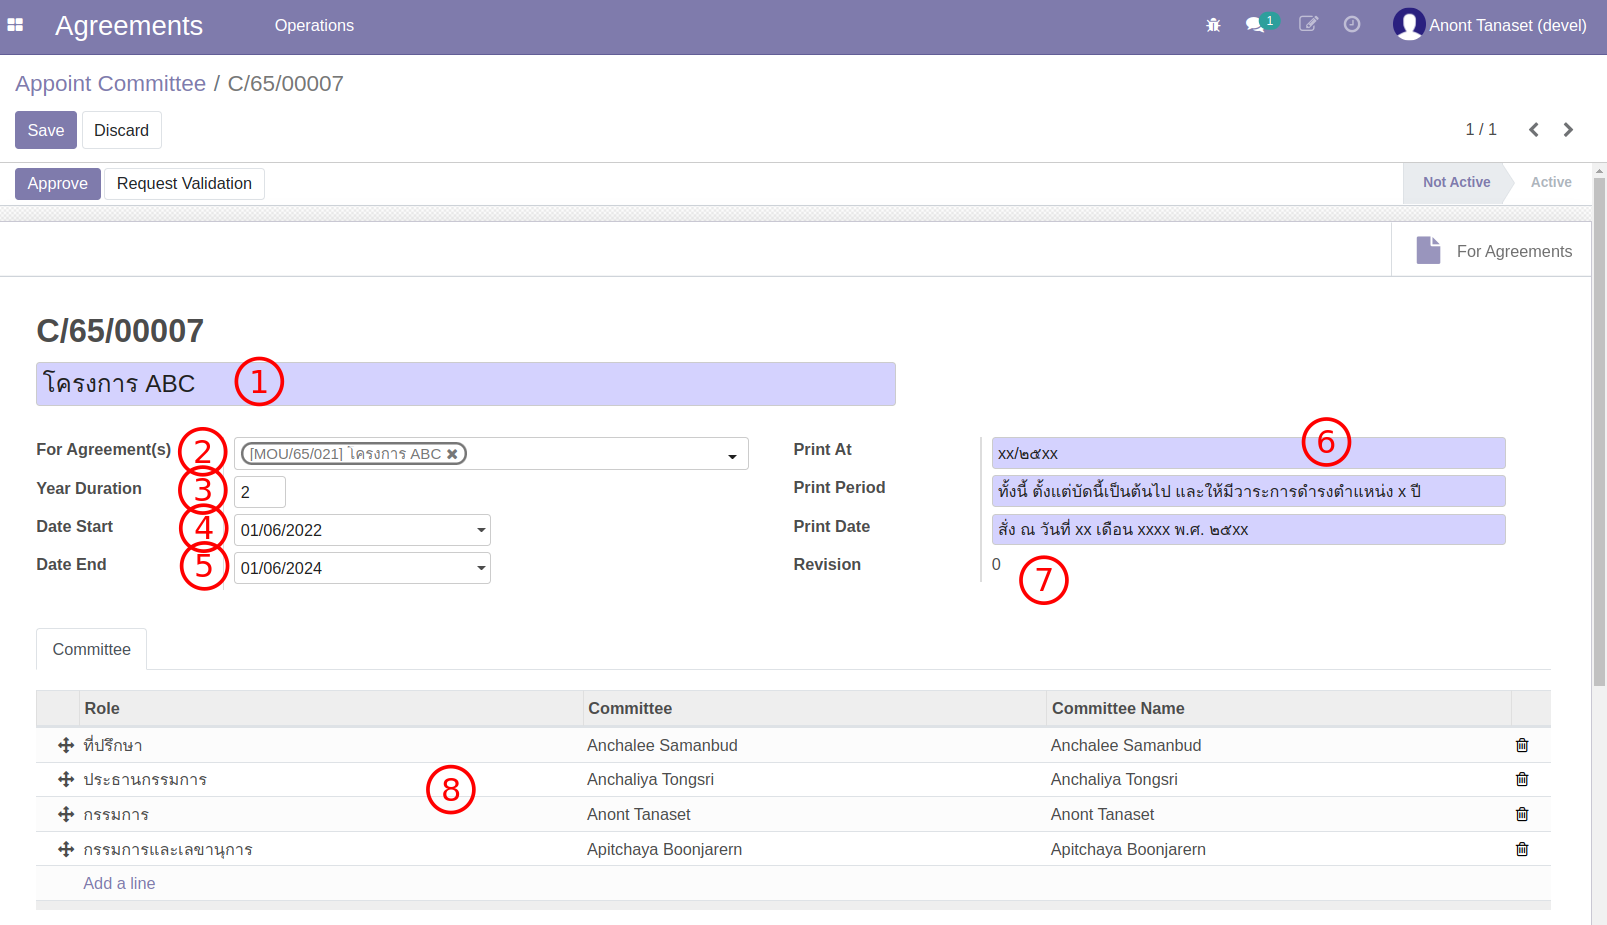 Agreements Operations 1 Anont Tanaset (devel)
Appoint Committee / C/65/00007
Save Discard 1 / 1
Approve Request Validation Not Active Active
For Agreements
C/65/00007
โครงการ ABC 1
For Agreement(s) 2 [MOU/65/021] โครงการ ABC Print At xx/๒๕xx 6
Year Duration 3 2 Print Period ทั้งนี้ ตั้งแต่บัดนี้เป็นต้นไป และให้มีวาระการดำรงตำแหน่ง x ปี
Date Start 4 01/06/2022 Print Date สั่ง ณ วันที่ xx เดือน xxxx พ.ศ. ๒๕xx
Date End 5 01/06/2024 Revision 0 7
Committee
Role Committee Committee Name
ที่ปรึกษา Anchalee Samanbud Anchalee Samanbud
ประธานกรรมการ 8 Anchaliya Tongsri Anchaliya Tongsri
กรรมการ Anont Tanaset Anont Tanaset
กรรมการและเลขานุการ Apitchaya Boonjarern Apitchaya Boonjarern
Add a line